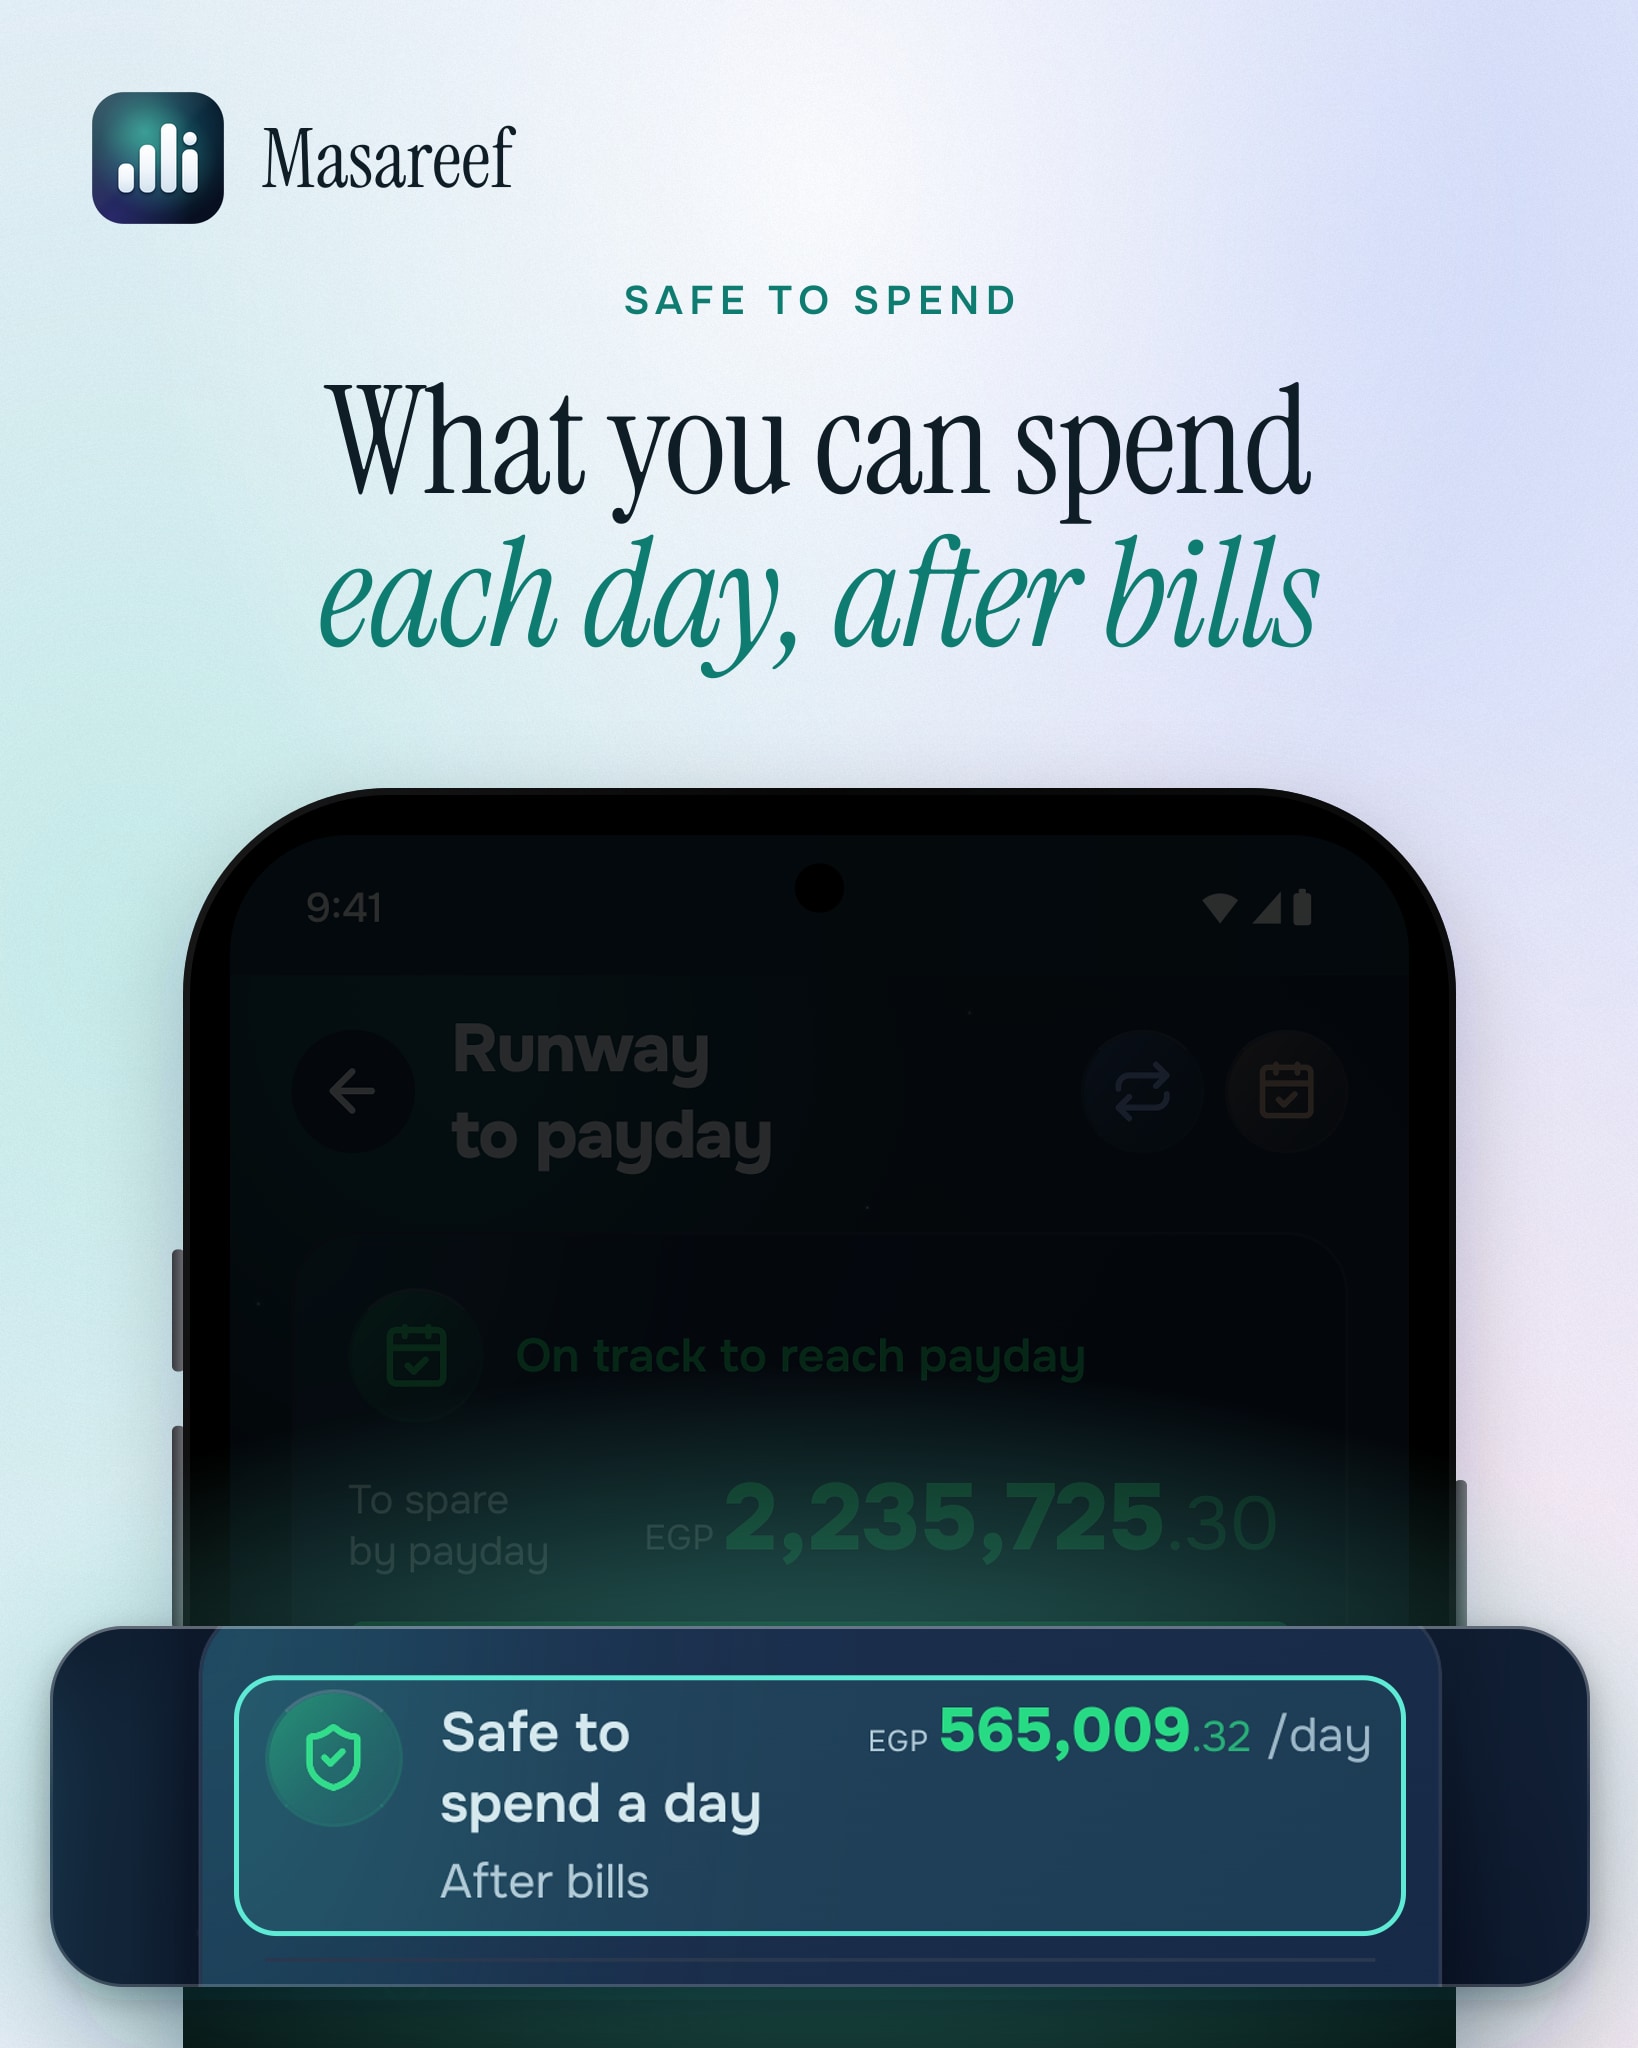 Masareef
SAFE TO SPEND
What you can spend
each day, after bills
9:41
Runway
to payday
On track to reach payday
To spare
by payday
EGP 2,235,725.30
Safe to
spend a day
EGP 565,009.32 /day
After bills